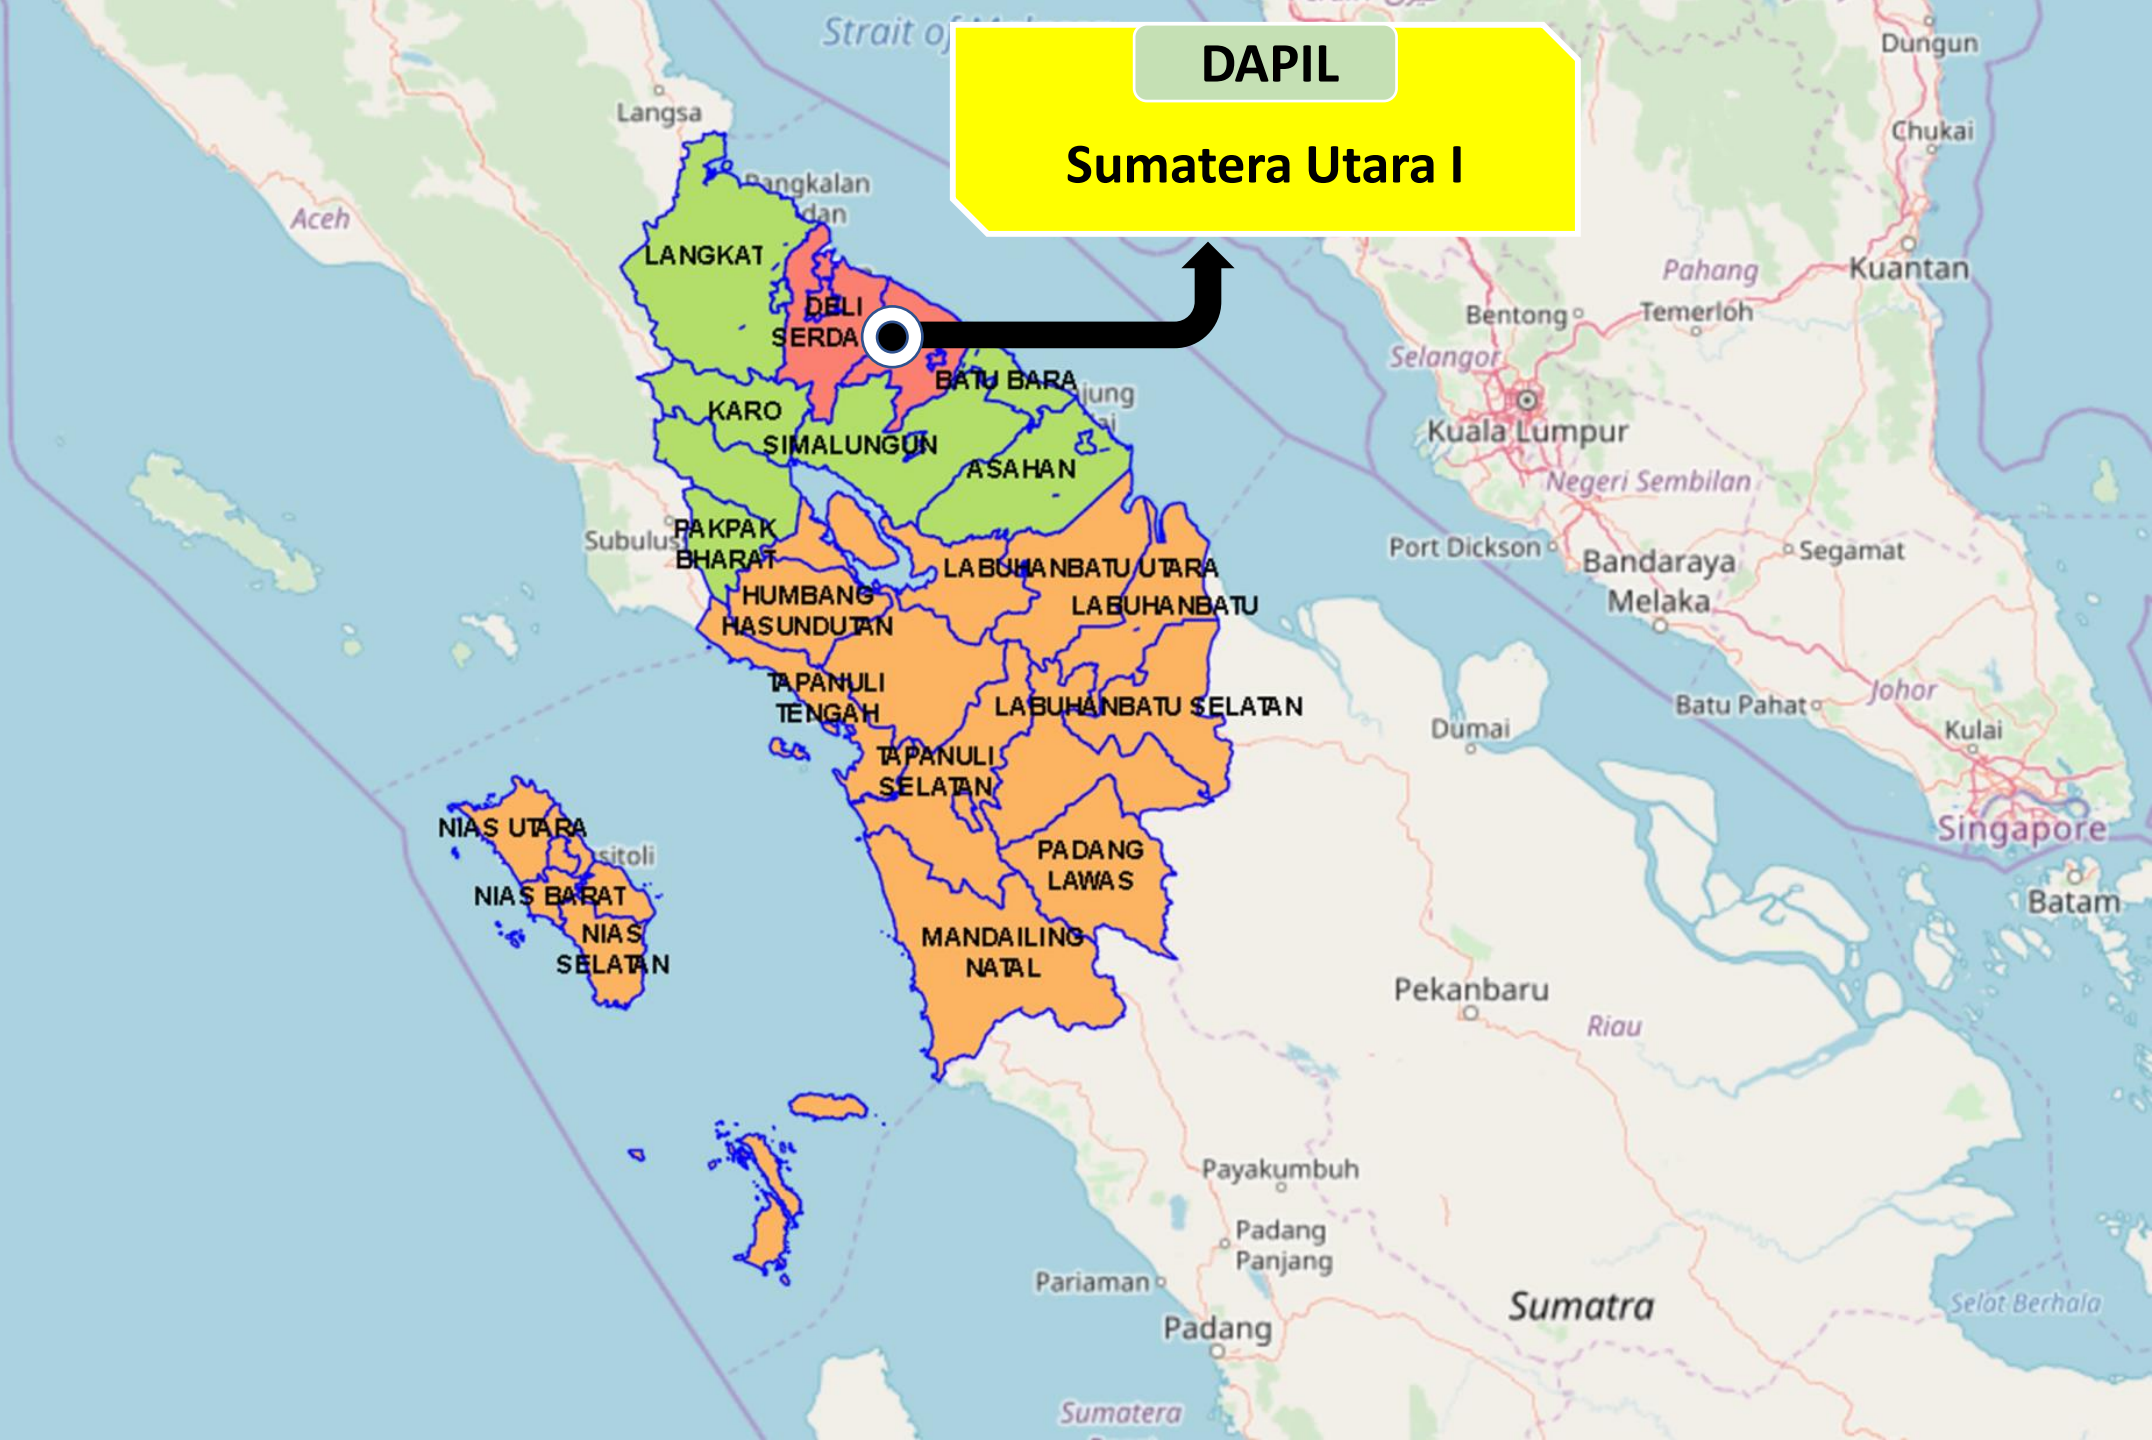 Strait of
DAPIL
Sumatera Utara I
Dungun
Chukai
Langsa
Pangkalan
Aceh
LANGKAT
Pahang
Kuantan
DELI
SERDA
Bentong
Temerloh
Selangor
BATU BARA
KARO
Kuala Lumpur
SIMALUNGUN
ASAHAN
Negeri Sembilan
PAKPAK
BHARAT
Subulus
Port Dickson
Segamat
Bandaraya
Melaka
LABUHANBATU UTARA
HUMBANG
HASUNDUTAN
LABUHANBATU
TAPANULI
TENGAH
LABUHANBATU SELATAN
Johor
Batu Pahat
Dumai
Kulai
TAPANULI
SELATAN
NIAS UTARA
sitoli
Singapore
PADANG
LAWAS
NIAS BARAT
Batam
NIAS
SELATAN
MANDAILING
NATAL
Pekanbaru
Riau
Payakumbuh
Padang
Panjang
Pariaman
Sumatra
Selat Berhala
Padang
Sumatera